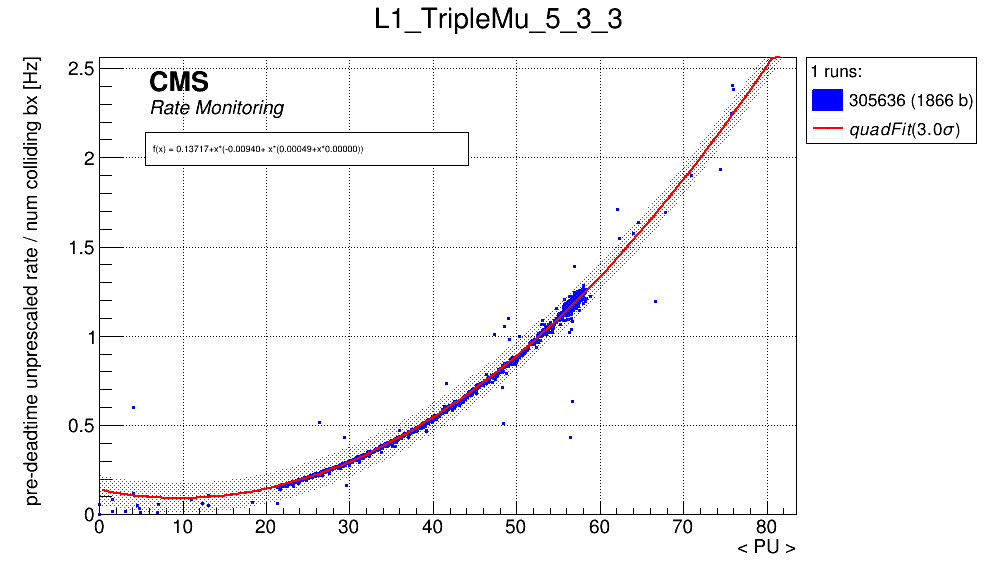 L1_TripleMu_5_3_3
CMS
Rate Monitoring
f(x) = 0.13717+x*(-0.00940+ x*(0.00049+x*0.00000))
1 runs:
305636 (1866 b)
quadFit(3.0σ)
pre-deadtime unprescaled rate / num colliding bx [Hz]
2.5
2
1.5
1
0.5
0
0 10 20 30 40 50 60 70 80
< PU >